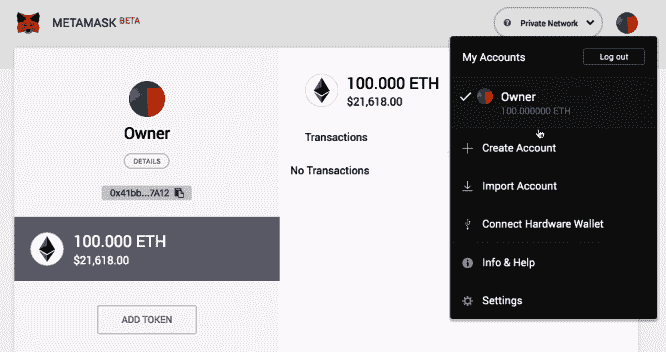 METAMASK BETA
Private Network
Owner
DETAILS
0x41bb...7A12
100.000 ETH
$21,618.00
ADD TOKEN
100.000 ETH
$21,618.00
Transactions
No Transactions
My Accounts
Log out
Owner
100.000000 ETH
Create Account
Import Account
Connect Hardware Wallet
Info & Help
Settings